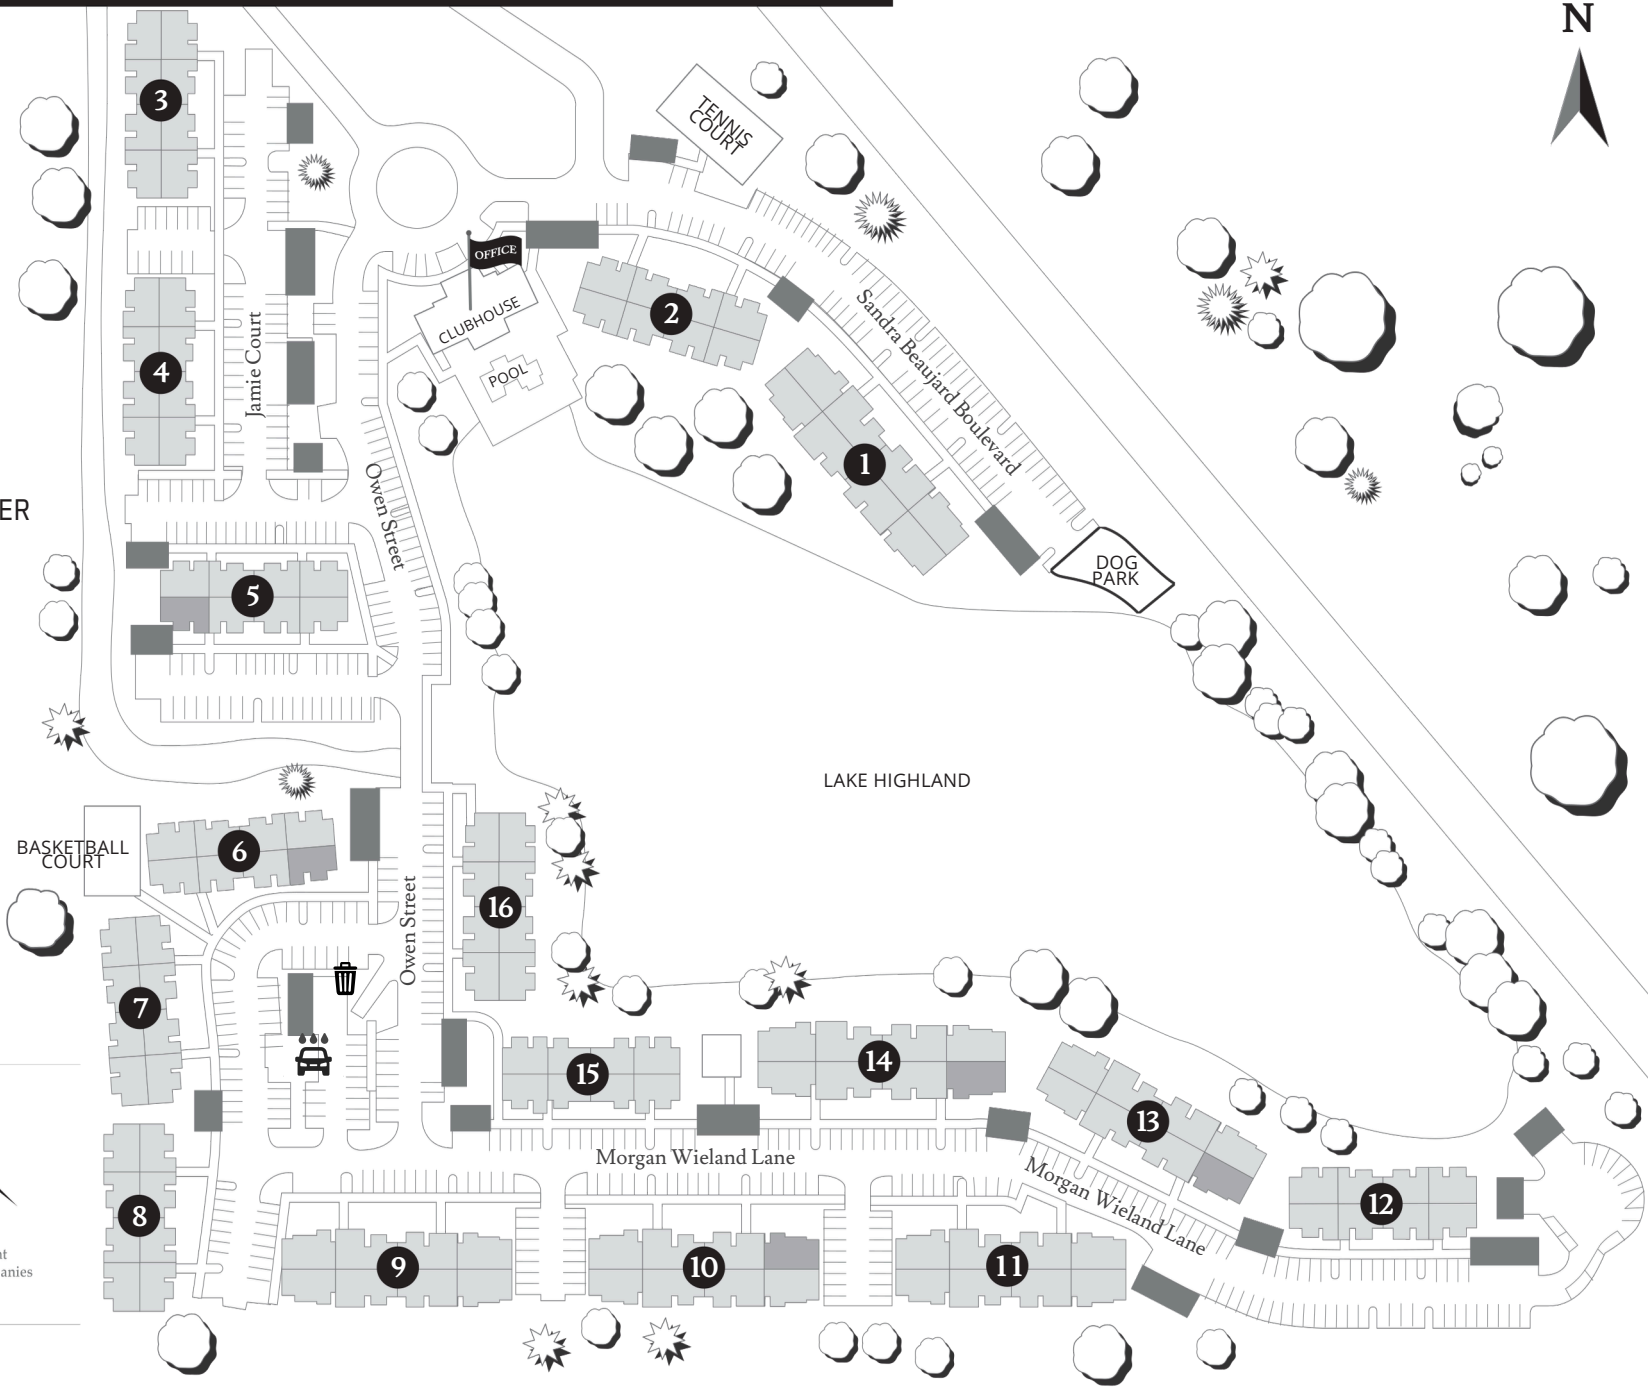 N
3
TENNIS
COURT
OFFICE
CLUBHOUSE
POOL
2
4
Jamie Court
Sandra Beaujard Boulevard
1
Owen Street
ER
DOG
PARK
5
LAKE HIGHLAND
BASKETBALL
COURT
6
16
Owen Street
7
15
14
13
Morgan Wieland Lane
Morgan Wieland Lane
12
8
9
10
11
nt
anies